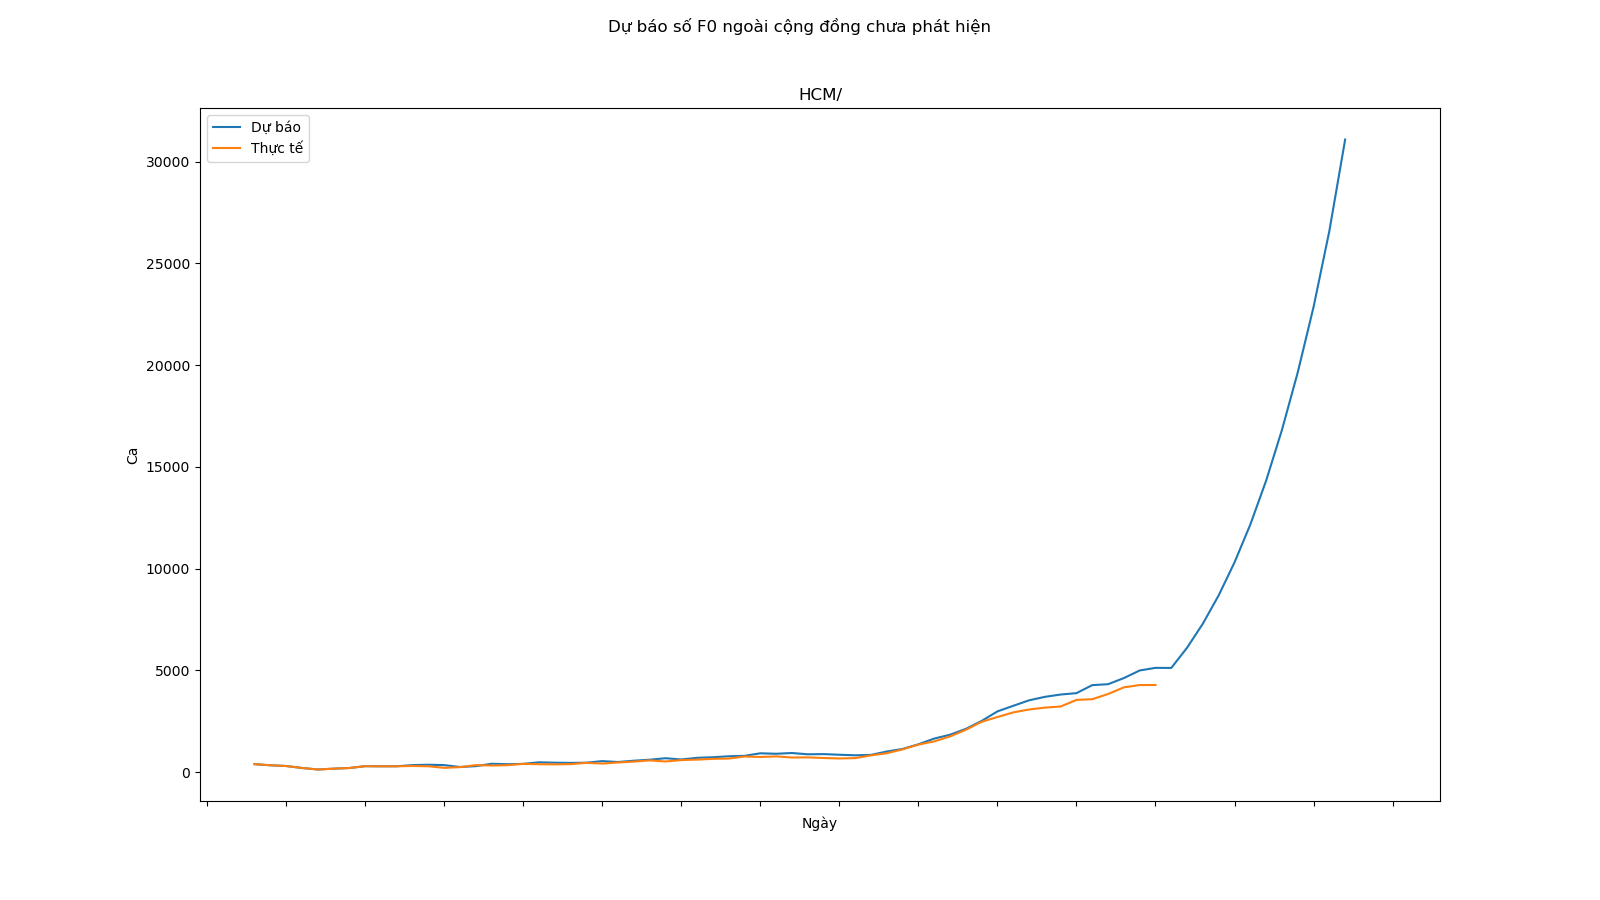 Dự báo số F0 ngoài cộng đồng chưa phát hiện
HCM/
Dự báo
Thực tế
30000
25000
20000
15000
10000
5000
0
Ca
Ngày